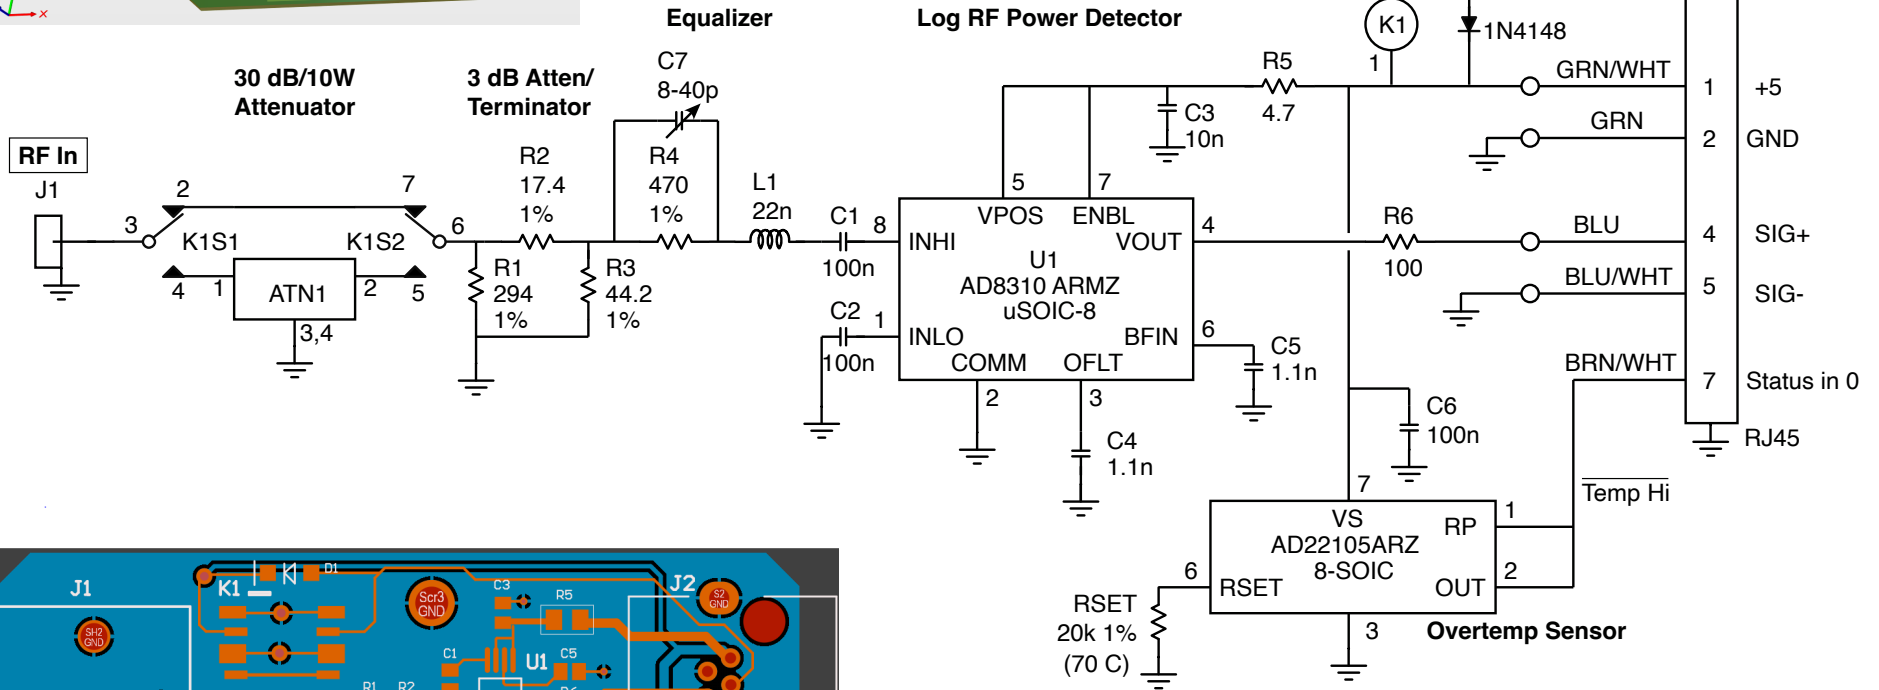 x
Equalizer
Log RF Power Detector
K1
1
1N4148
30 dB/10W
Attenuator
3 dB Atten/
Terminator
C7
8-40p
R5
4.7
C3
10n
GRN/WHT
1
+5
GRN
2
GND
RF In
J1
3
2
7
6
K1S1
K1S2
4
1
ATN1
2
5
3,4
R2
17.4
1%
R4
470
1%
R1
294
1%
R3
44.2
1%
L1
22n
C1
100n
8
C2
100n
1
5
7
VPOS
ENBL
INHI
VOUT
4
U1
AD8310 ARMZ
uSOIC-8
INLO
BFIN
6
COMM
OFLT
2
3
C5
1.1n
C4
1.1n
R6
100
BLU
4
SIG+
BLU/WHT
5
SIG-
BRN/WHT
7
Status in 0
RJ45
C6
100n
Temp Hi
7
VS
RP
1
AD22105ARZ
8-SOIC
6
RSET
OUT
2
RSET
20k 1%
(70 C)
3
Overtemp Sensor
J1
K1
D1
Scr3
GND
C3
R5
J2
S2
GND
SH2
GND
C1
U1
C5
R1
R2